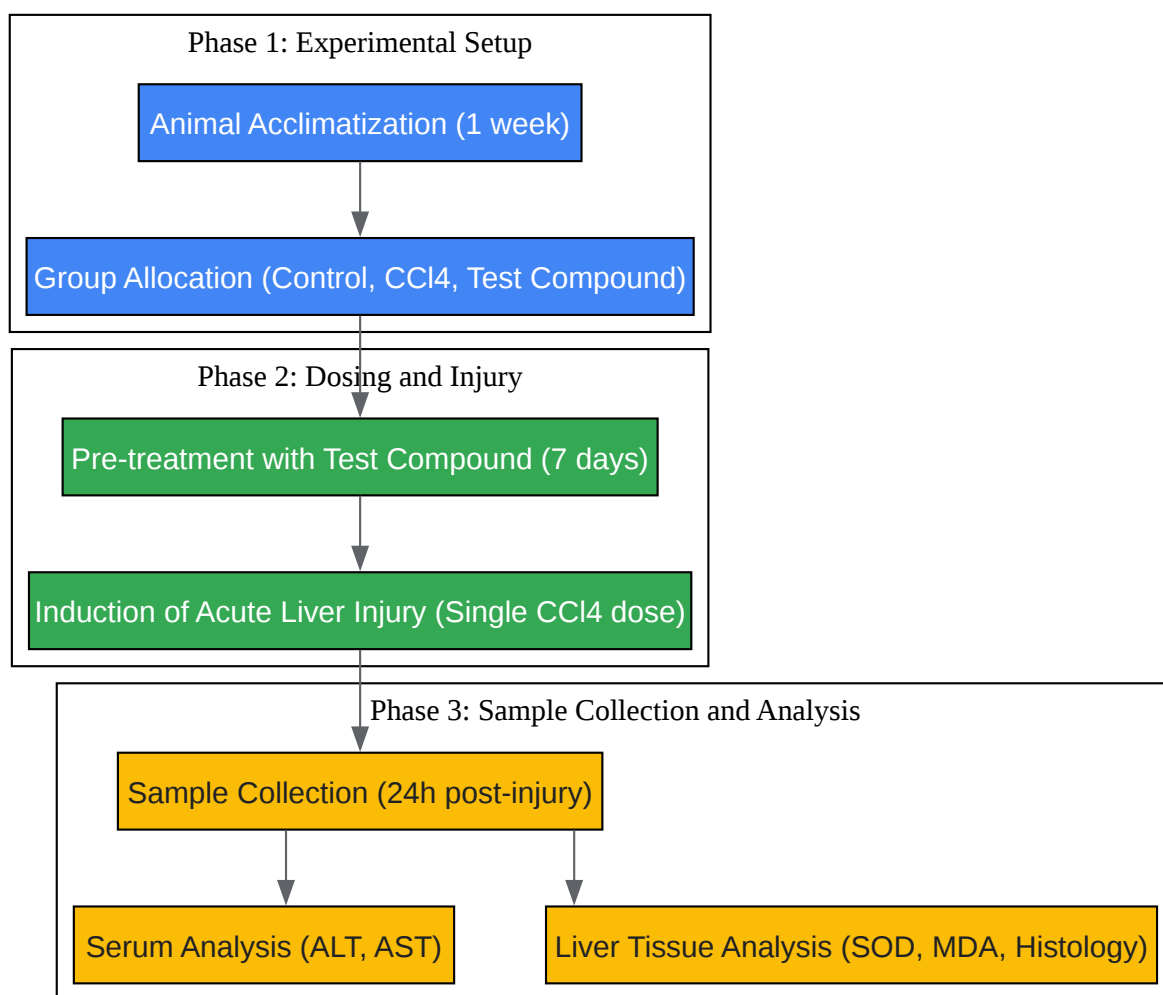 Phase 1: Experimental Setup
Animal Acclimatization (1 week)
Group Allocation (Control, CCl4, Test Compound)
Phase 2: Dosing and Injury
Pre-treatment with Test Compound (7 days)
Induction of Acute Liver Injury (Single CCl4 dose)
Phase 3: Sample Collection and Analysis
Sample Collection (24h post-injury)
Serum Analysis (ALT, AST)
Liver Tissue Analysis (SOD, MDA, Histology)